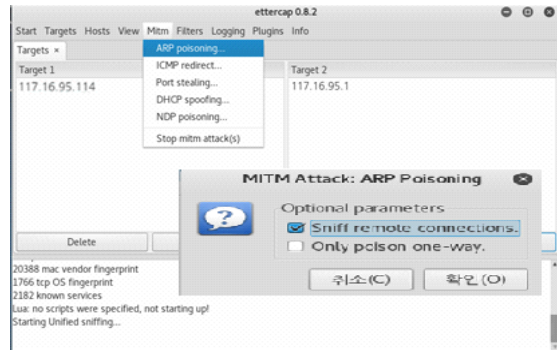 ettercap 0.8.2
Start Targets Hosts View Mitm Filters Logging Plugins Info
Targets ×
ARP poisoning...
ICMP redirect...
Port stealing...
DHCP spoofing...
NDP poisoning...
Stop mitm attack(s)
Target 1
117.16.95.114
Target 2
117.16.95.1
MITM Attack: ARP Poisoning
Optional parameters
Sniff remote connections.
Only poison one-way.
취소(C)
확인(O)
Delete
20388 mac vendor fingerprint
1766 tcp OS fingerprint
2182 known services
Lua: no scripts were specified, not starting up!
Starting Unified sniffing...